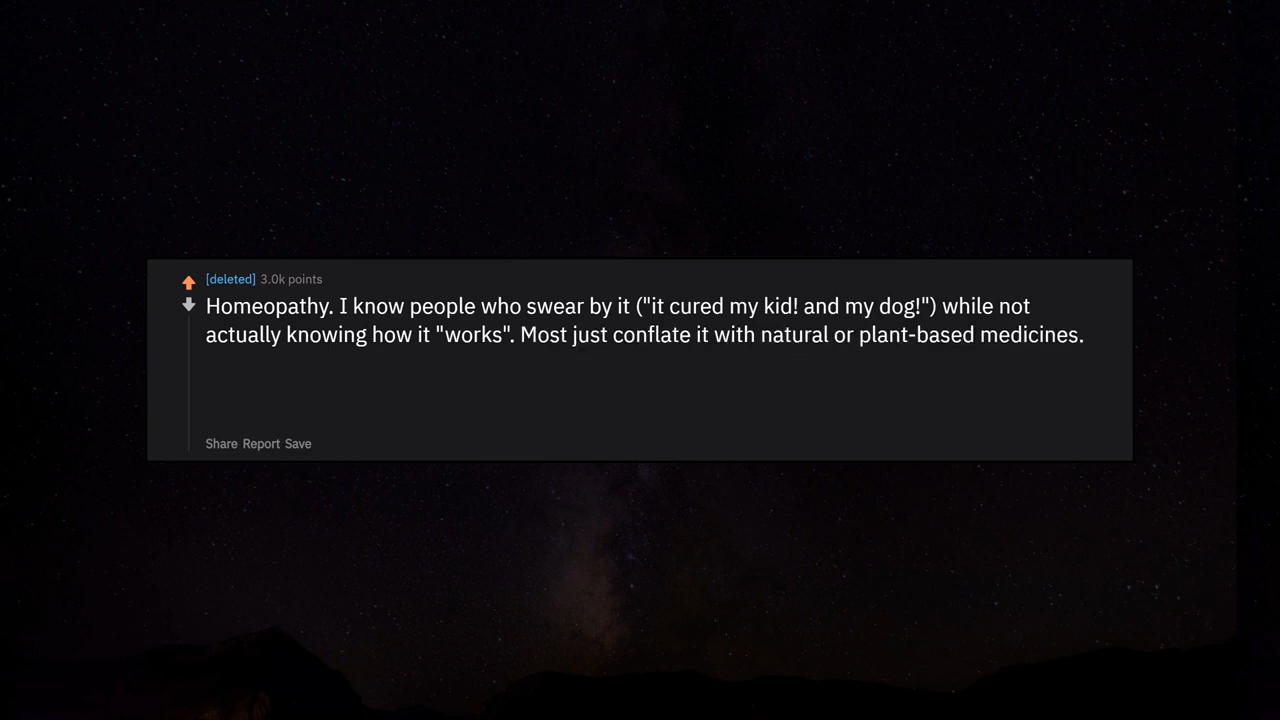 [deleted] 3.0k points
Homeopathy. I know people who swear by it ("it cured my kid! and my dog!") while not
actually knowing how it "works". Most just conflate it with natural or plant-based medicines.
Share Report Save